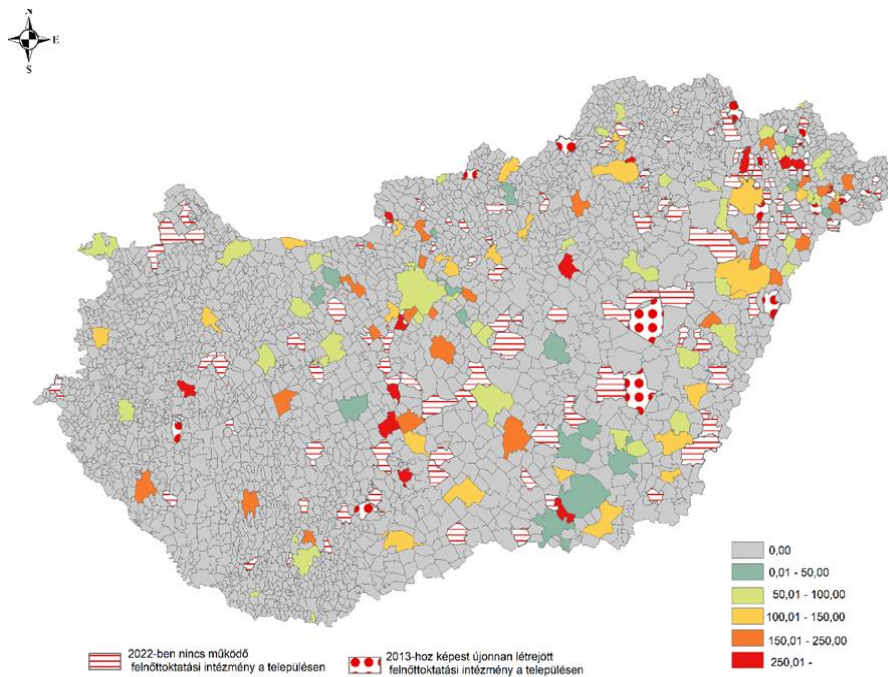 N
E
S
0,00
0,01 - 50,00
50,01 - 100,00
100,01 - 150,00
150,01 - 250,00
250,01 -
2022-ben nincs működő
felnőttoktatási intézmény a településen
2013-hoz képest újonnan létrejött
felnőttoktatási intézmény a településen